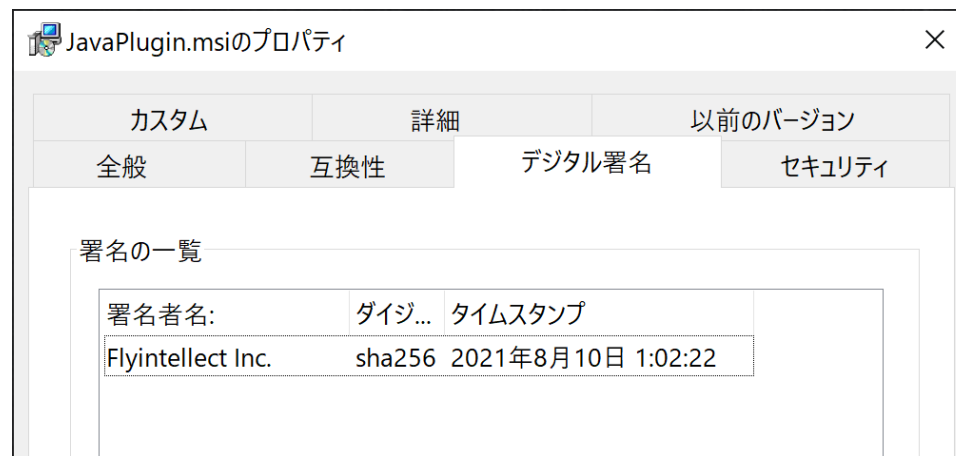 JavaPlugin.msiのプロパティ
カスタム 詳細 以前のバージョン
全般 互換性 デジタル署名 セキュリティ
署名の一覧
署名者名: ダイジ... タイムスタンプ
Flyintellect Inc. sha256 2021年8月10日 1:02:22